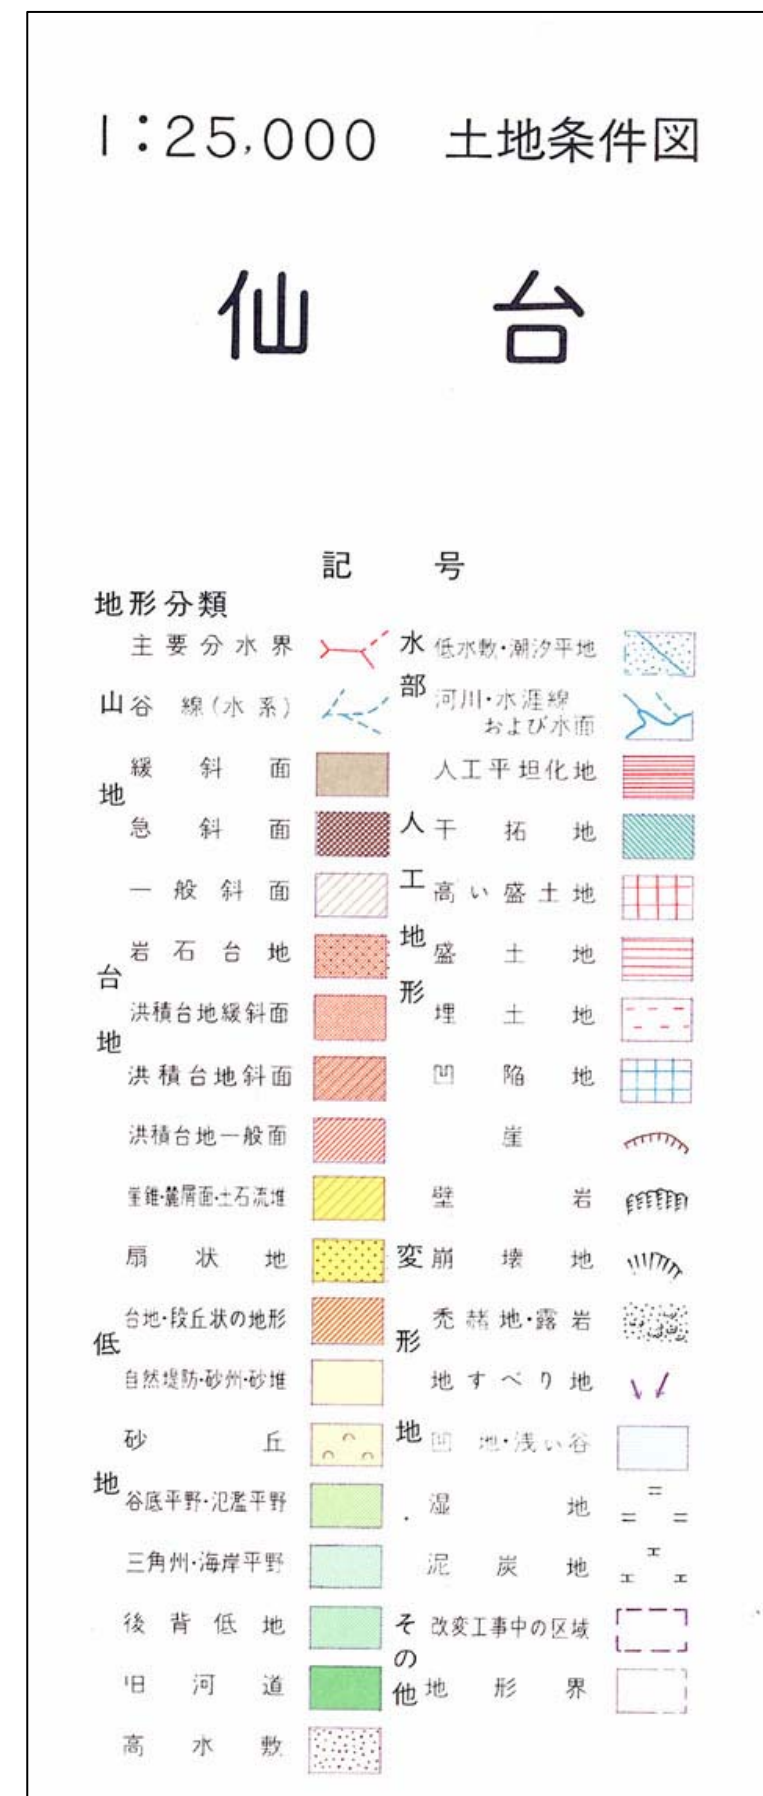 1:25,000 土地条件図
仙台
記号
地形分類
山地
主要分水界
谷線(水系)
緩斜面
急斜面
一般斜面
台地
岩石台地
洪積台地緩斜面
洪積台地斜面
洪積台地一般面
低地
崖錐・麓屑面・土石流堆
扇状地
台地・段丘状の地形
自然堤防・砂州・砂堆
砂丘
谷底平野・氾濫平野
三角州・海岸平野
後背低地
旧河道
高水敷
水部
低水敷・潮汐平地
河川・水涯線
および水面
人工地形
人工平坦化地
干拓地
高い盛土地
盛土地
埋土地
凹陥地
変形地
崖
壁岩
崩壊地
禿赭地・露岩
地すべり地
凹地・浅い谷
湿地
泥炭地
その他
改変工事中の区域
地形界